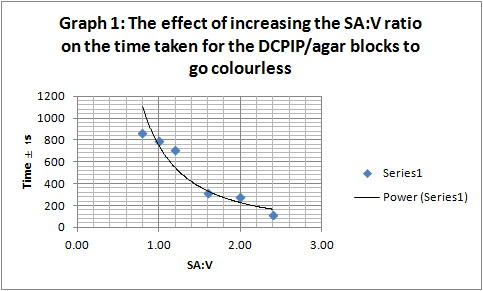 Graph 1: The effect of increasing the SA:V ratio
on the time taken for the DCPIP/agar blocks to
go colourless
1200
1000
800
600
400
200
0
Time ± 1s
0.00
1.00
2.00
3.00
SA:V
Series1
Power (Series1)